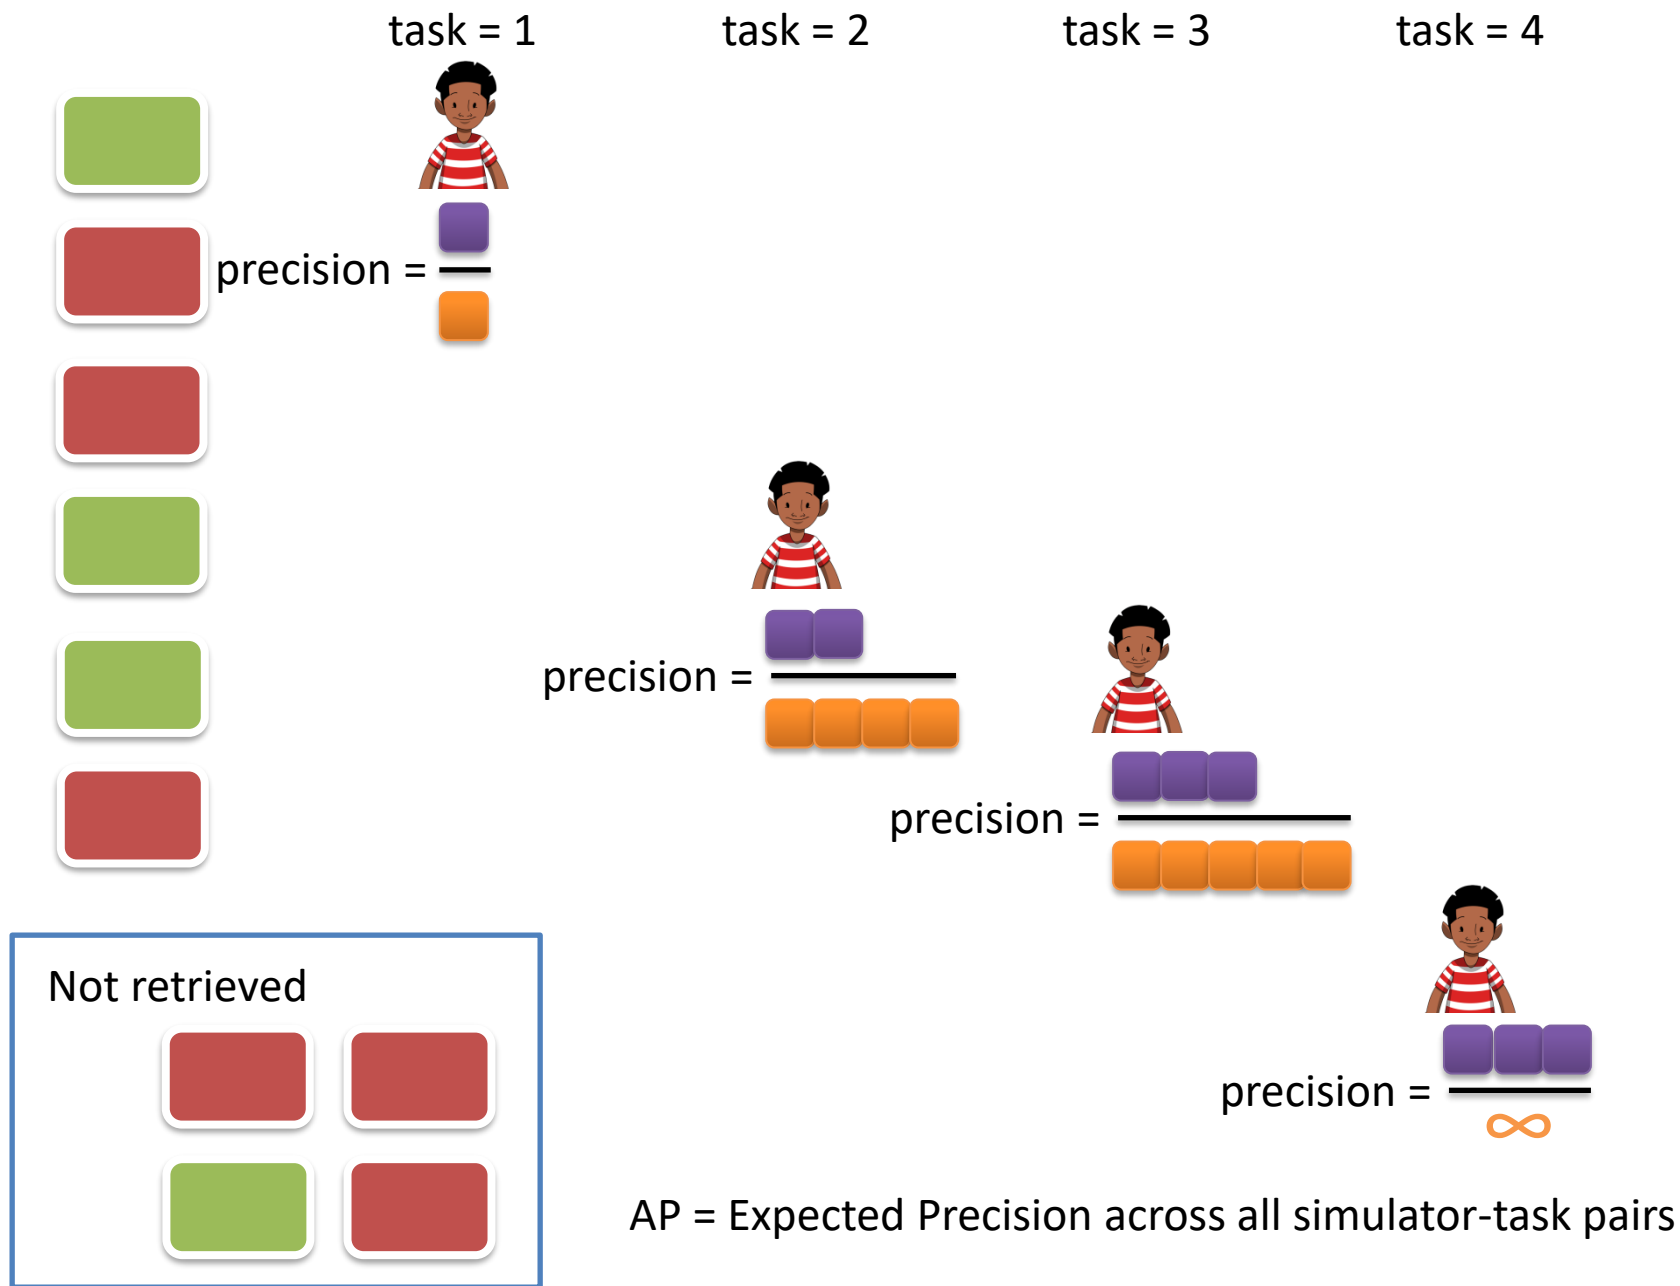 task = 1
task = 2
task = 3
task = 4
precision =
precision =
precision =
Not retrieved
precision =
∞
AP = Expected Precision across all simulator-task pairs